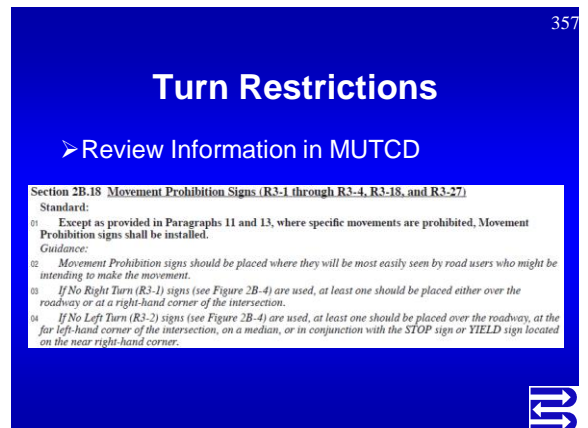 357
Turn Restrictions
➢Review Information in MUTCD
Section 2B.18 Movement Prohibition Signs (R3-1 through R3-4, R3-18, and R3-27)
Standard:
01 Except as provided in Paragraphs 11 and 13, where specific movements are prohibited, Movement
Prohibition signs shall be installed.
Guidance:
02 Movement Prohibition signs should be placed where they will be most easily seen by road users who might be
intending to make the movement.
03 If No Right Turn (R3-1) signs (see Figure 2B-4) are used, at least one should be placed either over the
roadway or at a right-hand corner of the intersection.
04 If No Left Turn (R3-2) signs (see Figure 2B-4) are used, at least one should be placed over the roadway, at the
far left-hand corner of the intersection, on a median, or in conjunction with the STOP sign or YIELD sign located
on the near right-hand corner.